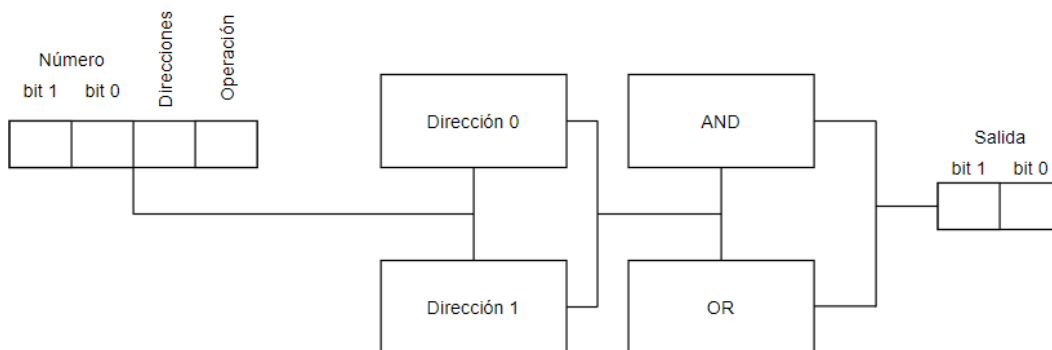 Número
bit 1 bit 0
Direcciones
Operación
Dirección 0
Dirección 1
AND
OR
Salida
bit 1 bit 0